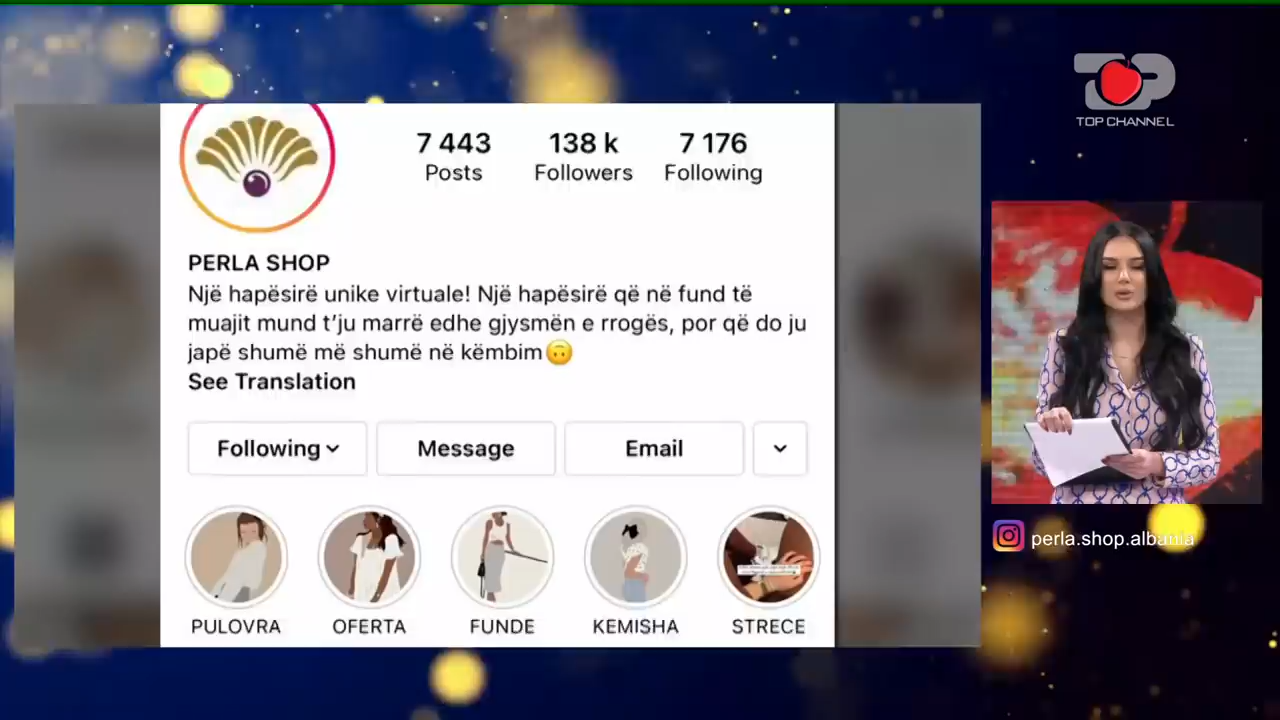 TOP
TOP CHANNEL
7 443 138 k 7 176
Posts Followers Following
PERLA SHOP
Një hapësirë unike virtuale! Një hapësirë që në fund të
muajit mund t’ju marrë edhe gjysmën e rrogës, por që do ju
japë shumë më shumë në këmbim🙃
See Translation
Following Message Email
PULOVRA OFERTA FUNDE KEMISHA STRECE
perla.shop.albania